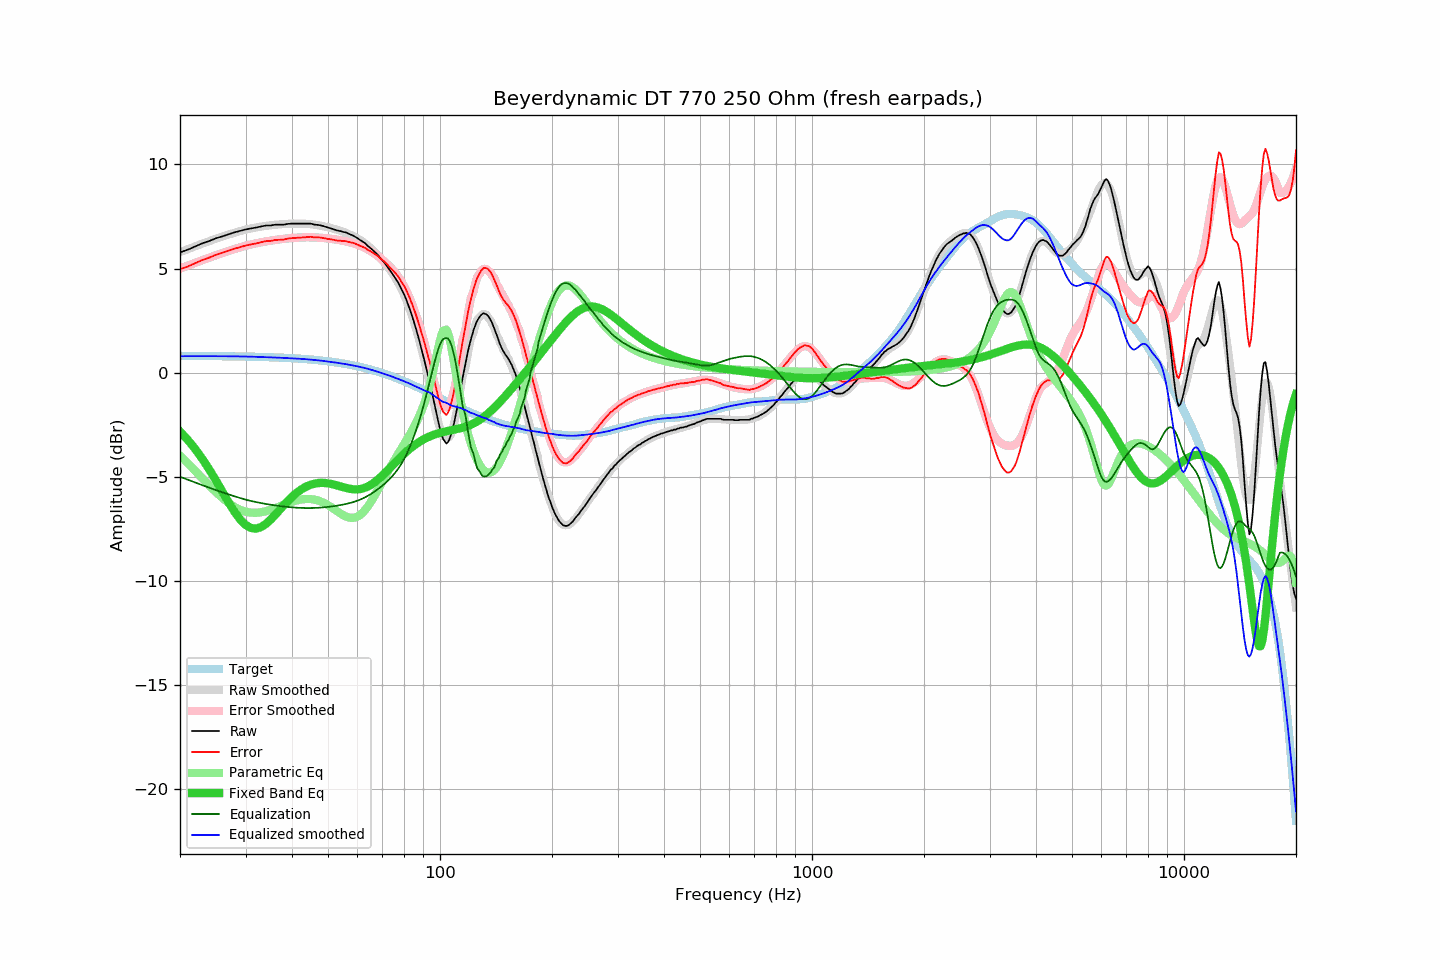 Beyerdynamic DT 770 250 Ohm (fresh earpads,)
Amplitude (dBr)
10
5
0
−5
−10
−15
−20
Target
Raw Smoothed
Error Smoothed
Raw
Error
Parametric Eq
Fixed Band Eq
Equalization
Equalized smoothed
100 1000 10000
Frequency (Hz)